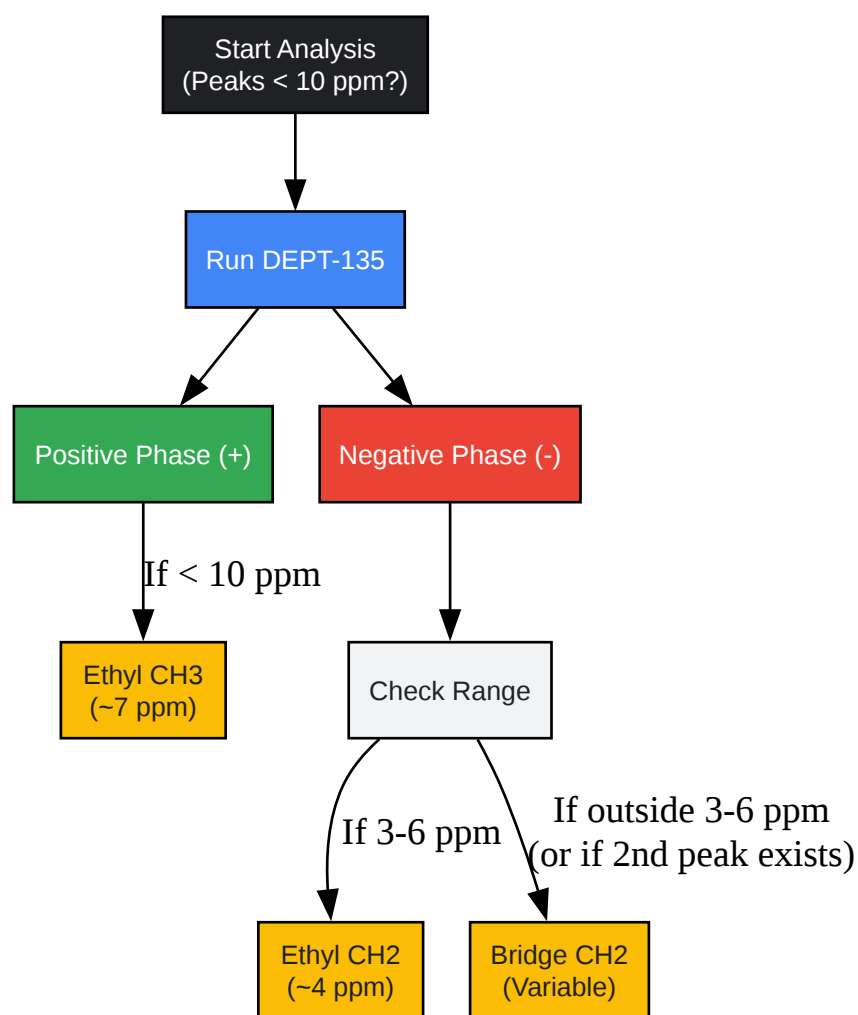 Start Analysis
(Peaks < 10 ppm?)
Run DEPT-135
Positive Phase (+)
Negative Phase (-)
If < 10 ppm
Ethyl CH3
(~7 ppm)
Check Range
If 3-6 ppm
If outside 3-6 ppm
(or if 2nd peak exists)
Ethyl CH2
(~4 ppm)
Bridge CH2
(Variable)